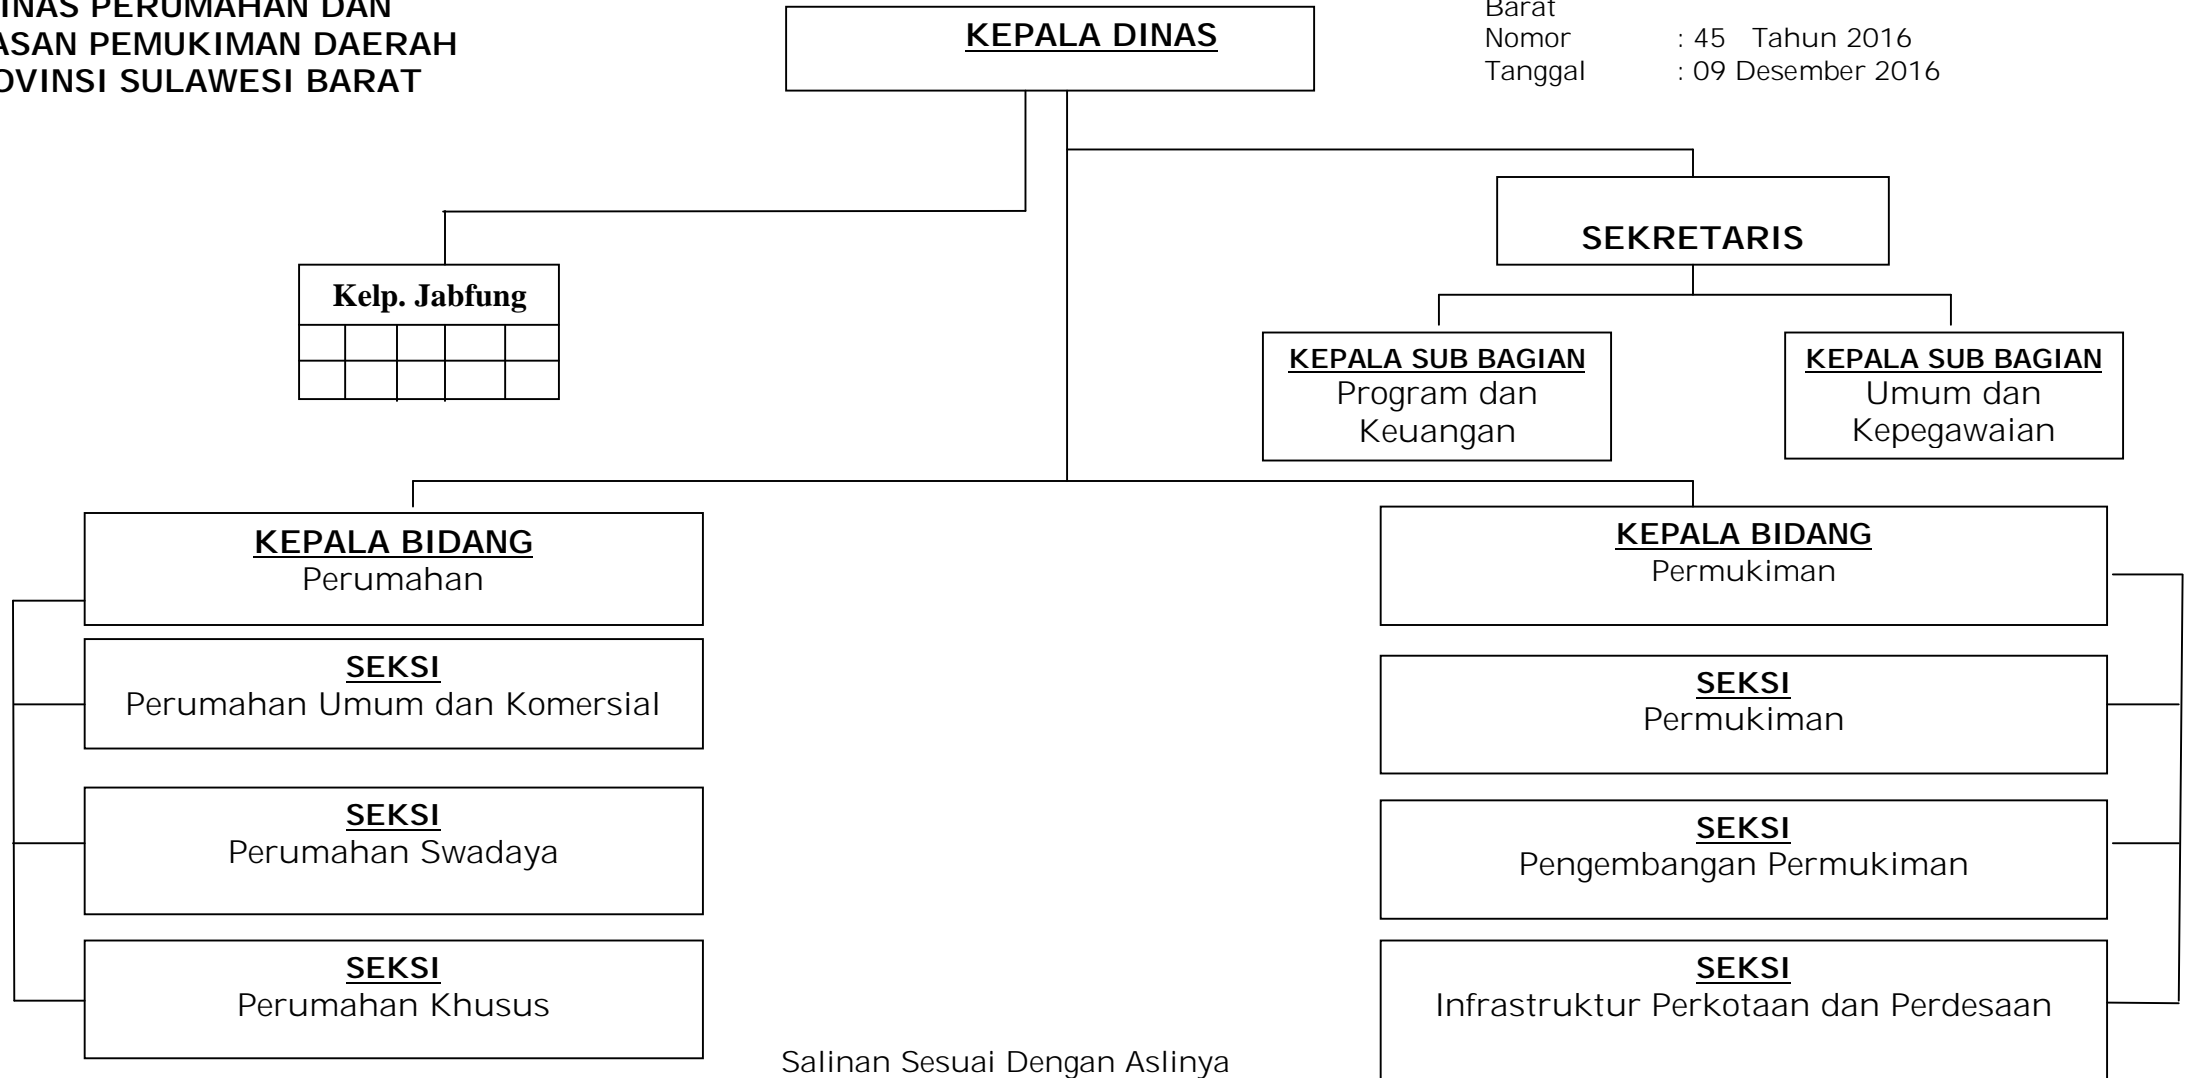 INAS PERUMAHAN DAN
ASAN PEMUKIMAN DAERAH
OVINSI SULAWESI BARAT
KEPALA DINAS
Barat
Nomor : 45 Tahun 2016
Tanggal : 09 Desember 2016
SEKRETARIS
Kelp. Jabfung
KEPALA SUB BAGIAN
Program dan
Keuangan
KEPALA SUB BAGIAN
Umum dan
Kepegawaian
KEPALA BIDANG
Perumahan
SEKSI
Perumahan Umum dan Komersial
SEKSI
Perumahan Swadaya
SEKSI
Perumahan Khusus
KEPALA BIDANG
Permukiman
SEKSI
Permukiman
SEKSI
Pengembangan Permukiman
SEKSI
Infrastruktur Perkotaan dan Perdesaan
Salinan Sesuai Dengan Aslinya